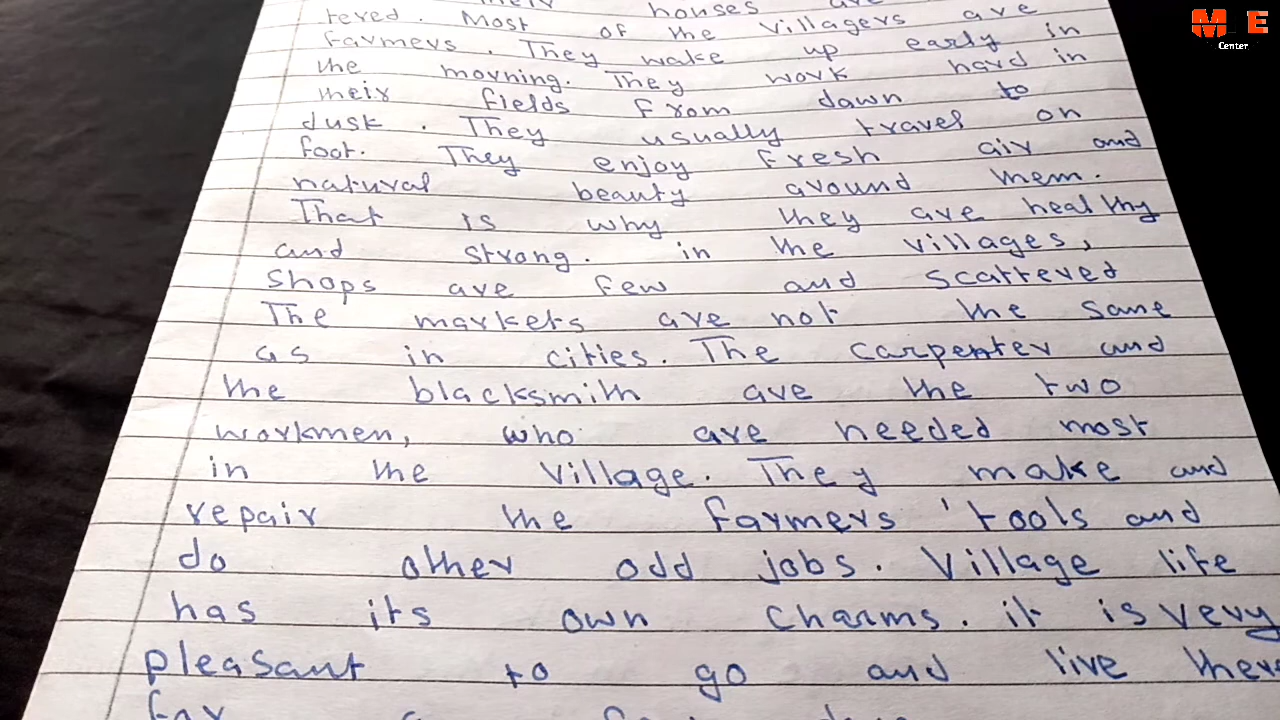 houses are
tered. Most of the villagers are
farmers. They wake up early in
the morning. They work hard in
their fields from dawn to
dusk. They usually travel on
foot. They enjoy fresh air and
natural beauty around them.
That is why they are healthy
and strong. in the villages,
shops are few and scattered
The markets are not the same
as in cities. The carpenter and
the blacksmith are the two
workmen, who are needed most
in the village. They make and
repair the farmers' tools and
do other odd jobs. Village life
has its own charms. it is very
pleasant to go and live there
for a few
M E
Center